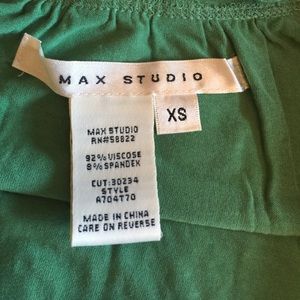 MAX STUDIO
XS
MAX STUDIO
RN#58822
92% VISCOSE
8% SPANDEX
CUT:30234
STYLE
A704T70
MADE IN CHINA
CARE ON REVERSE